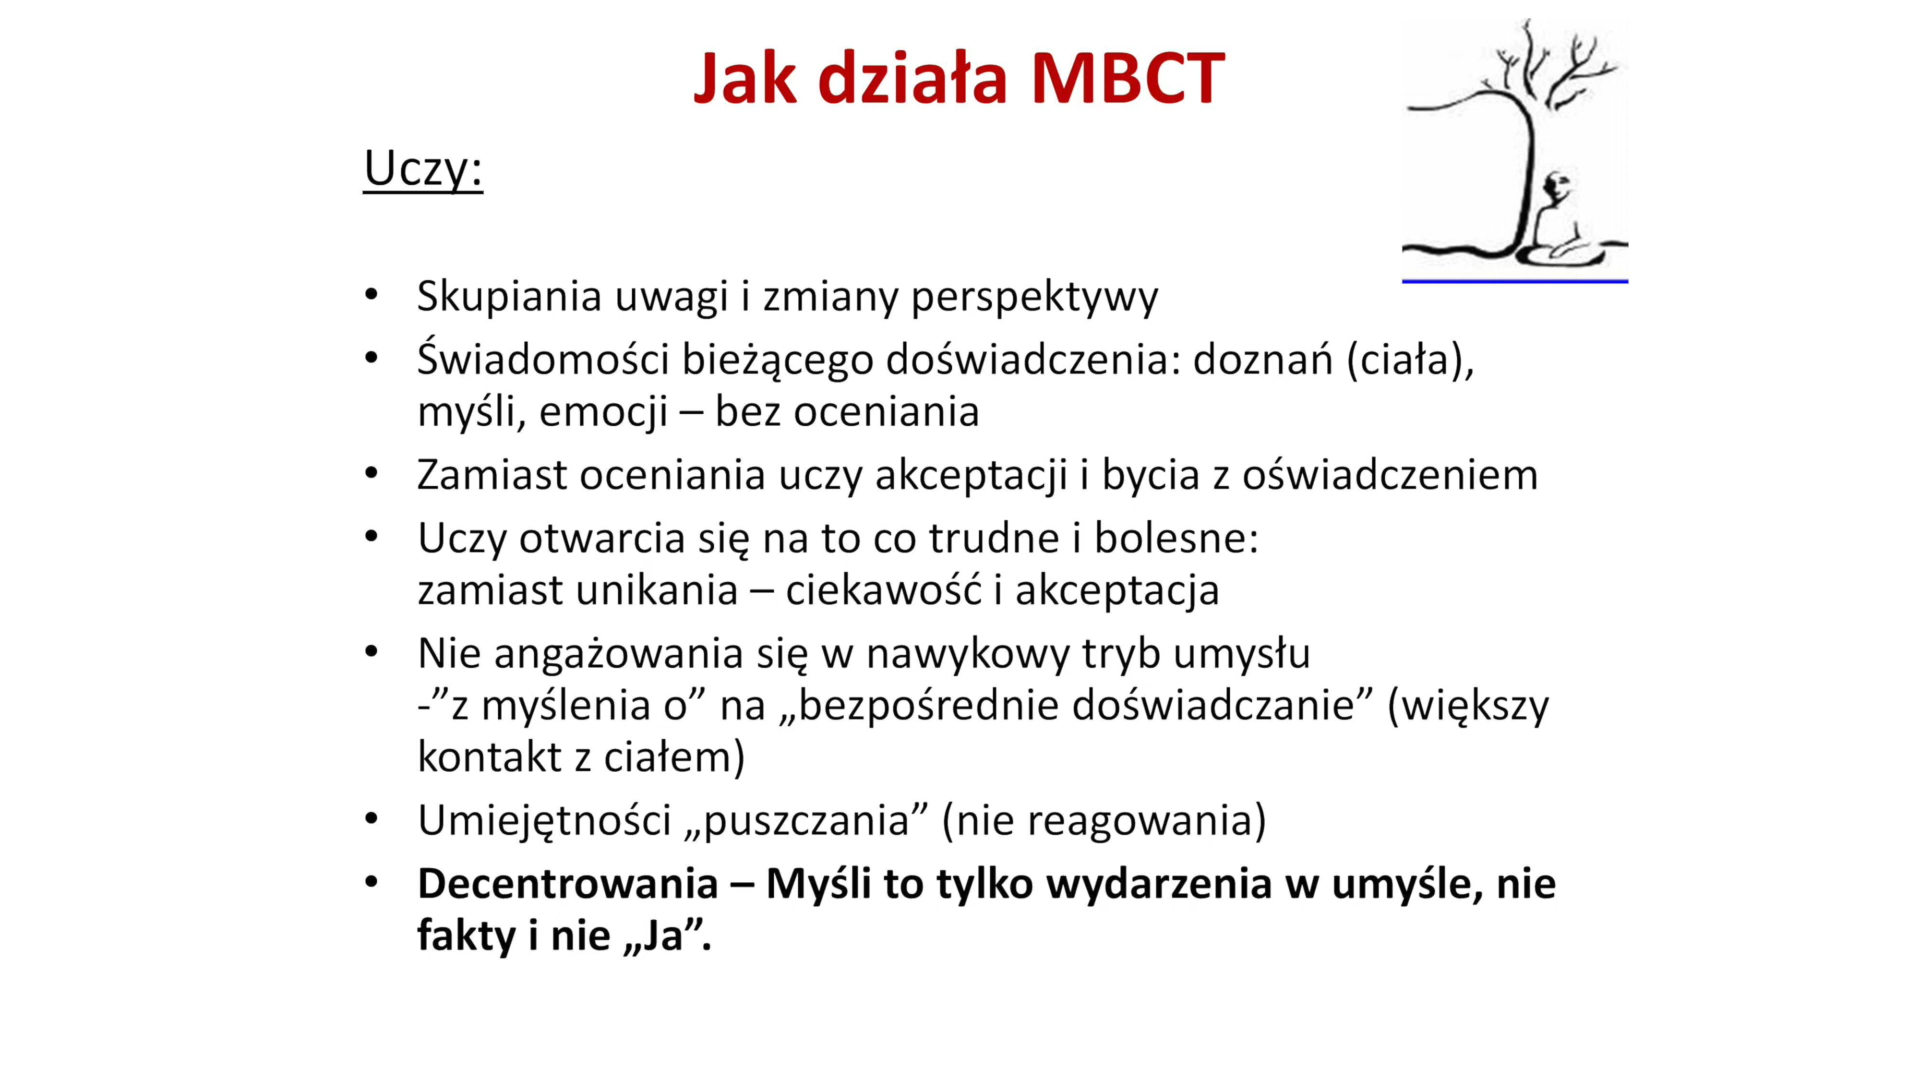 Jak działa MBCT
Uczy:
• Skupiania uwagi i zmiany perspektywy
• Świadomości bieżącego doświadczenia: doznań (ciała),
myśli, emocji – bez oceniania
• Zamiast oceniania uczy akceptacji i bycia z oświadczeniem
• Uczy otwarcia się na to co trudne i bolesne:
zamiast unikania – ciekawość i akceptacja
• Nie angażowania się w nawykowy tryb umysłu
-”z myślenia o” na „bezpośrednie doświadczanie” (większy
kontakt z ciałem)
• Umiejętności „puszczania” (nie reagowania)
• Decentrowania – Myśli to tylko wydarzenia w umyśle, nie
fakty i nie „Ja”.